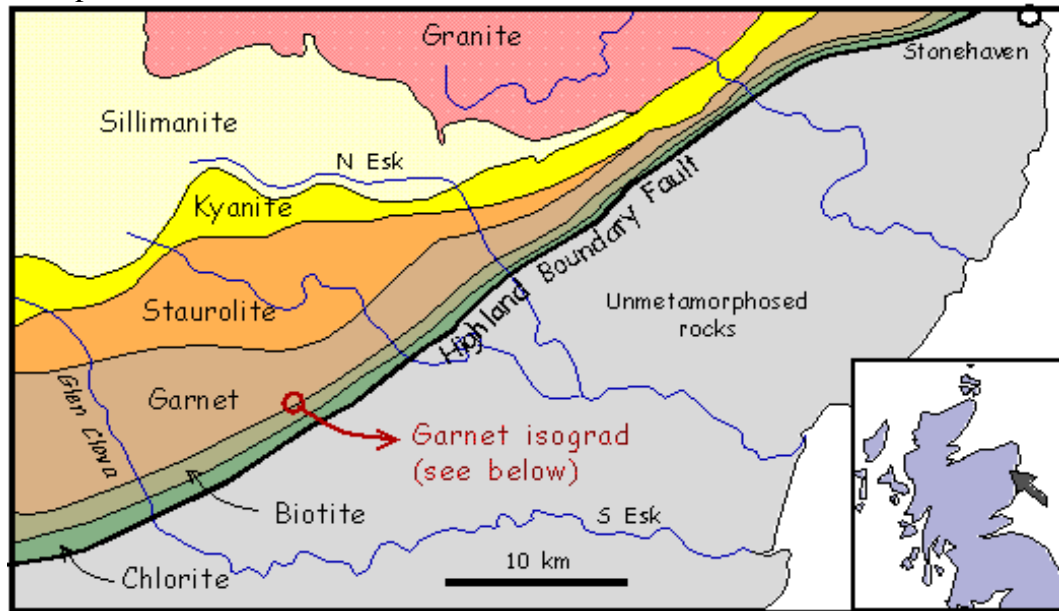 Granite
Stonehaven
Sillimanite
N Esk
Kyanite
Highland Boundary Fault
Staurolite
Unmetamorphosed
rocks
Glen Clova
Garnet
Garnet isograd
(see below)
Biotite
S Esk
Chlorite
10 km